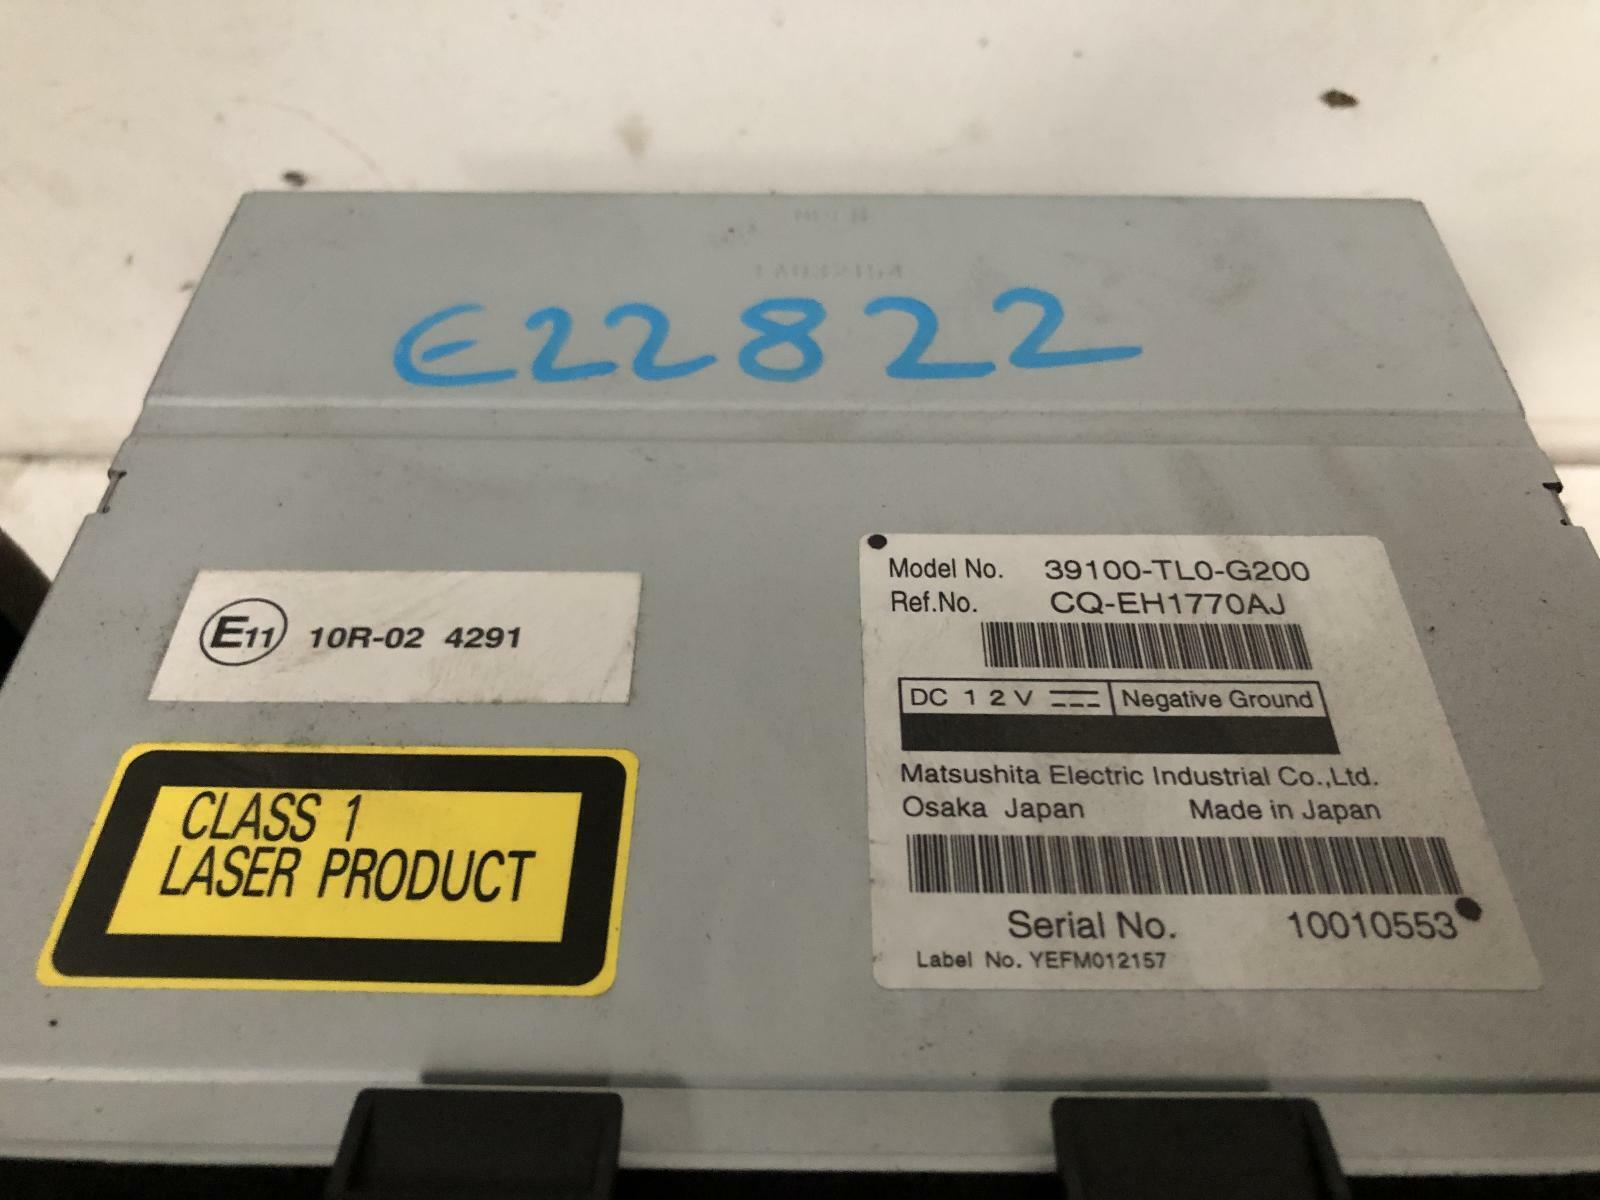 E22822
E11 10R-02 4291
CLASS 1
LASER PRODUCT
Model No. 39100-TL0-G200
Ref.No. CQ-EH1770AJ
DC 12V Negative Ground
Matsushita Electric Industrial Co.,Ltd.
Osaka Japan Made in Japan
Serial No. 10010553
Label No. YEFM012157